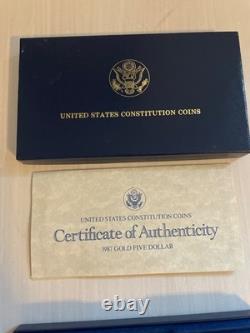 UNITED STATES CONSTITUTION COINS
UNITED STATES CONSTITUTION COINS
Certificate of Authenticity
1987 GOLD FIVE DOLLAR